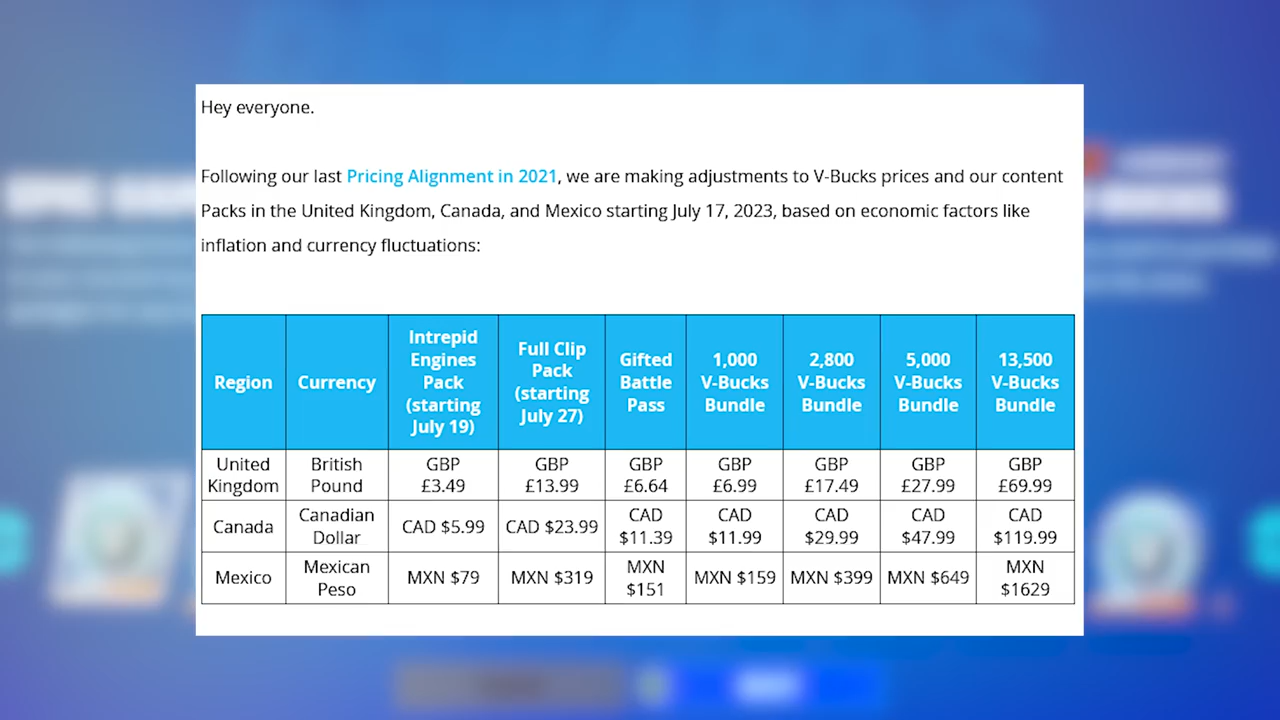 Hey everyone.
Following our last Pricing Alignment in 2021, we are making adjustments to V-Bucks prices and our content
Packs in the United Kingdom, Canada, and Mexico starting July 17, 2023, based on economic factors like
inflation and currency fluctuations:
Region
Currency
Intrepid
Engines
Pack
(starting
July 19)
Full Clip
Pack
(starting
July 27)
Gifted
Battle
Pass
1,000
V-Bucks
Bundle
2,800
V-Bucks
Bundle
5,000
V-Bucks
Bundle
13,500
V-Bucks
Bundle
United
Kingdom
British
Pound
GBP
£3.49
GBP
£13.99
GBP
£6.64
GBP
£6.99
GBP
£17.49
GBP
£27.99
GBP
£69.99
Canada
Canadian
Dollar
CAD $5.99
CAD $23.99
CAD
$11.39
CAD
$11.99
CAD
$29.99
CAD
$47.99
CAD
$119.99
Mexico
Mexican
Peso
MXN $79
MXN $319
MXN
$151
MXN $159
MXN $399
MXN $649
MXN
$1629